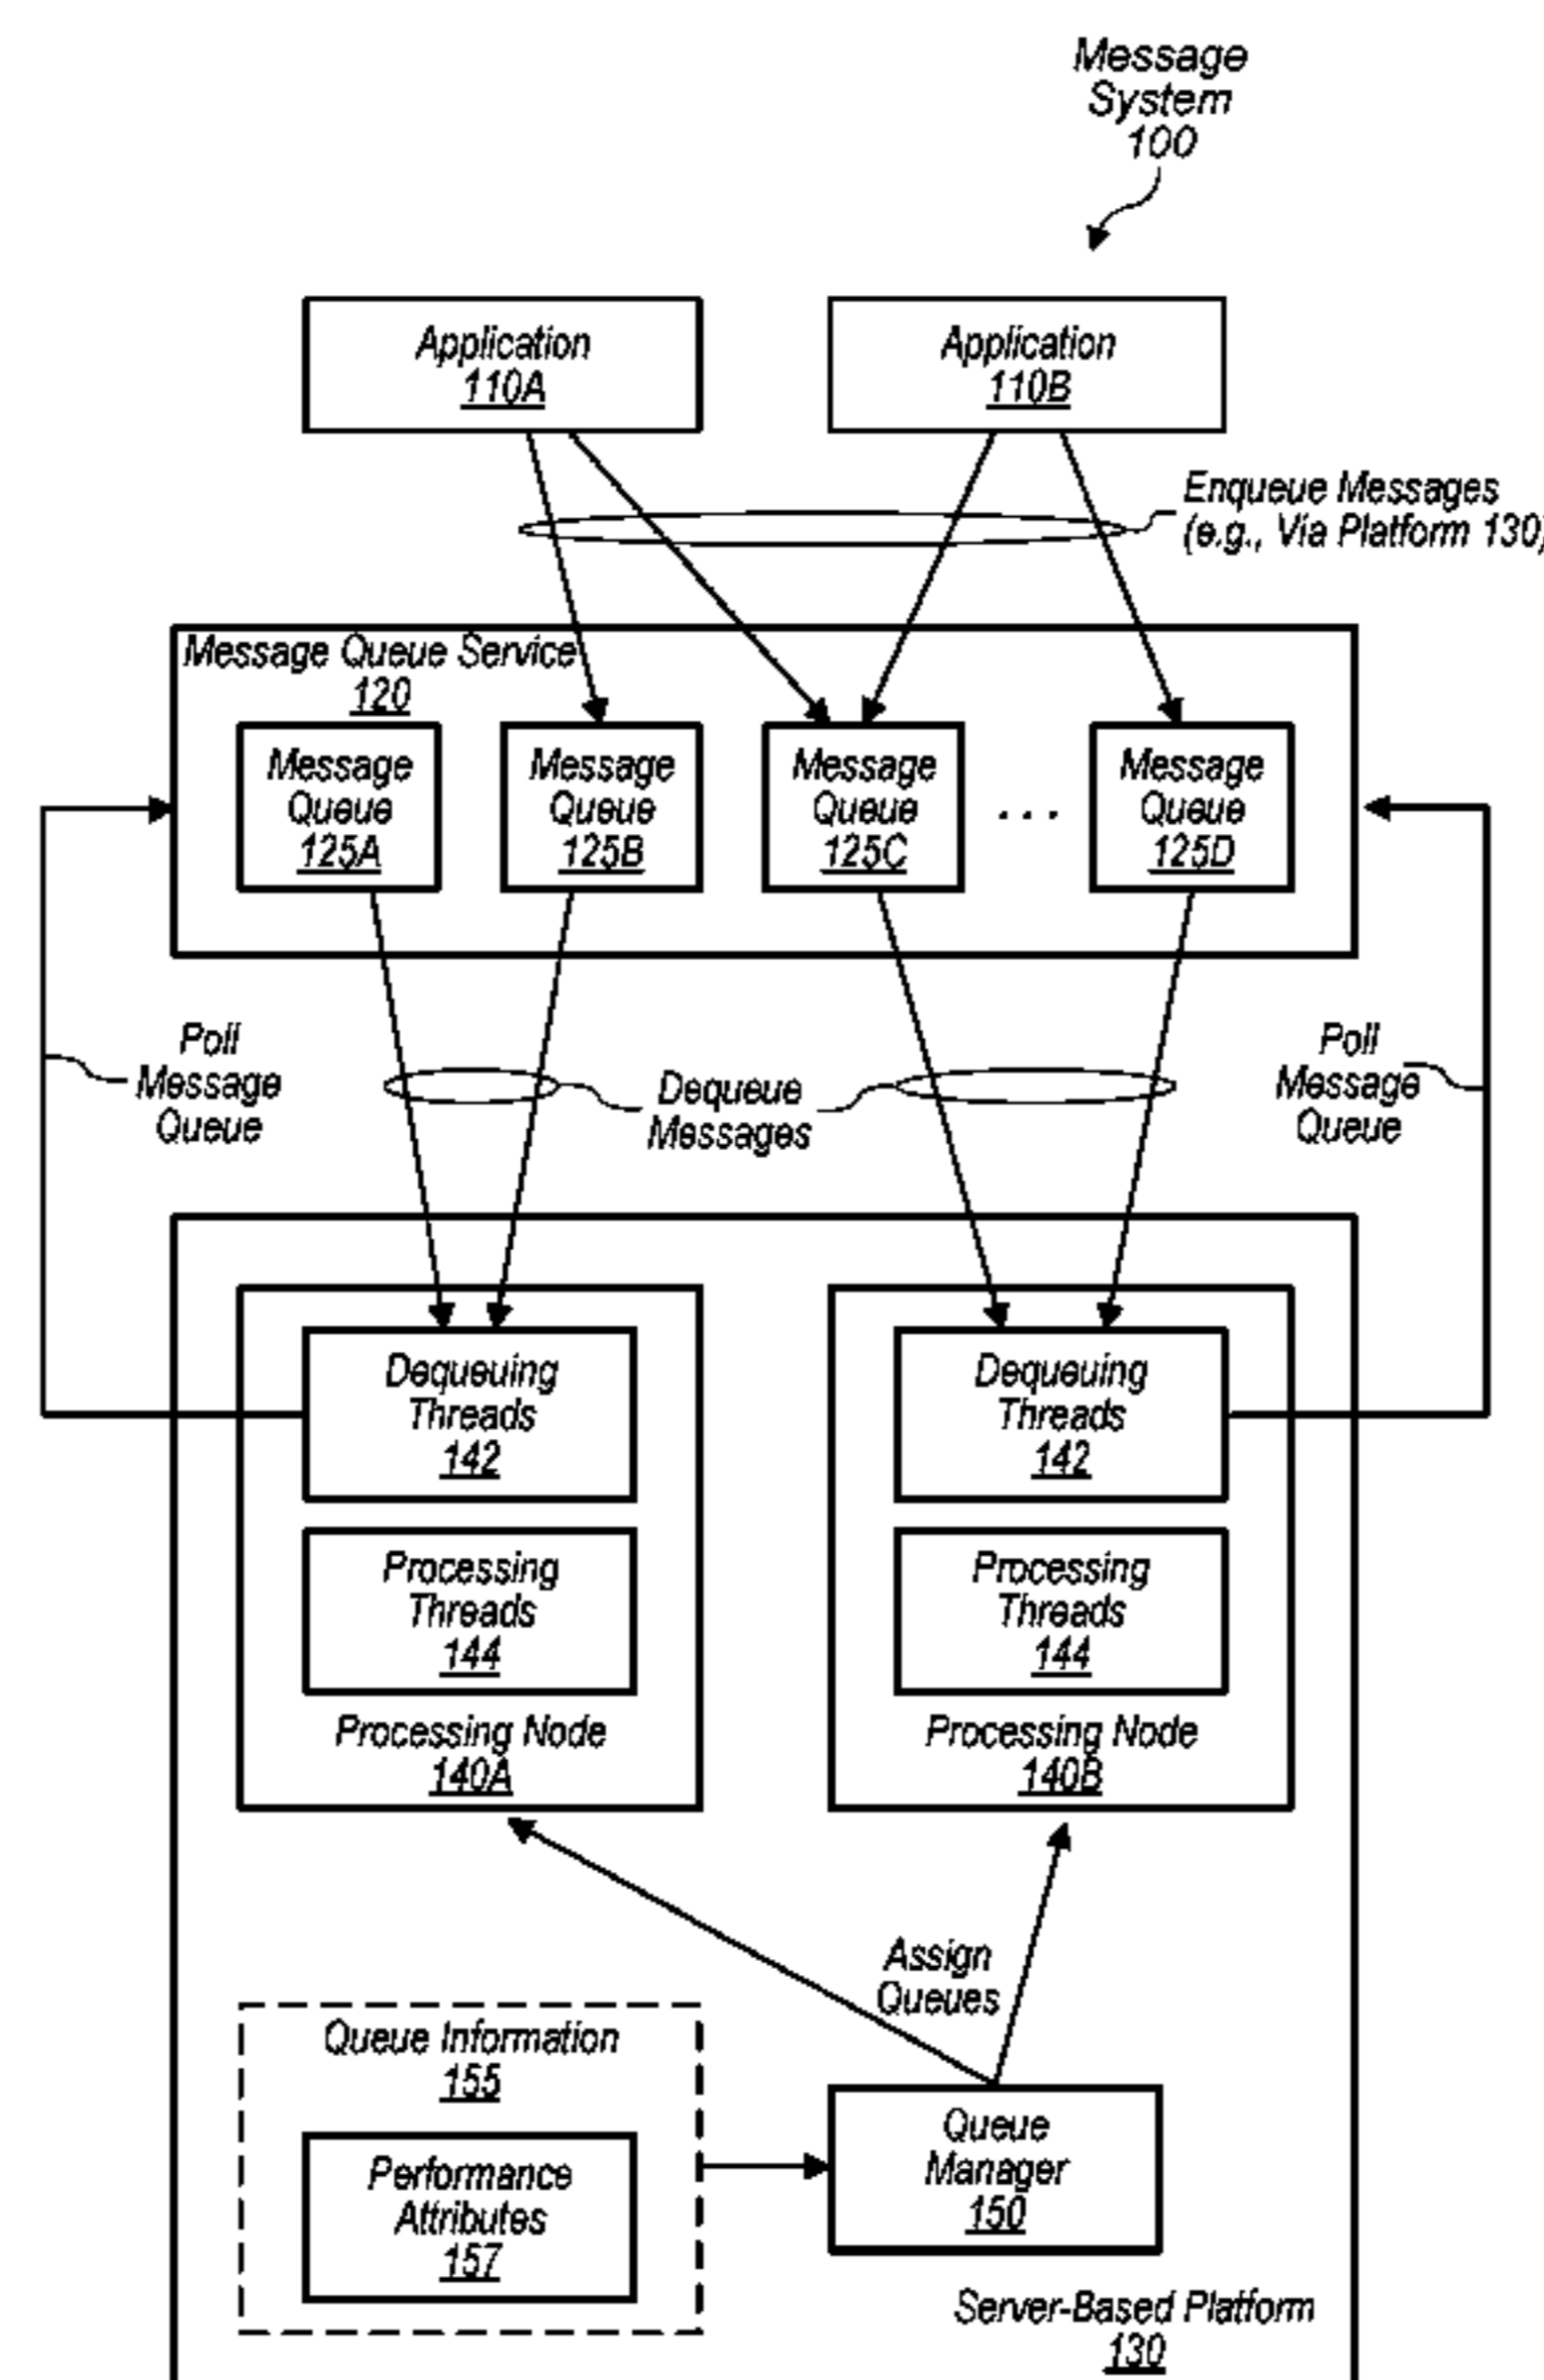 Message
System
100
Application
110A
Application
110B
Enqueue Messages
(e.g., Via Platform 130)
Message Queue Service
120
Message
Queue
125A
Message
Queue
125B
Message
Queue
125C
...
Message
Queue
125D
Poll
Message
Queue
Dequeue
Messages
Poll
Message
Queue
Dequeuing
Threads
142
Processing
Threads
144
Processing Node
140A
Dequeuing
Threads
142
Processing
Threads
144
Processing Node
140B
Assign
Queues
Queue Information
155
Performance
Attributes
157
Queue
Manager
150
Server-Based Platform
130